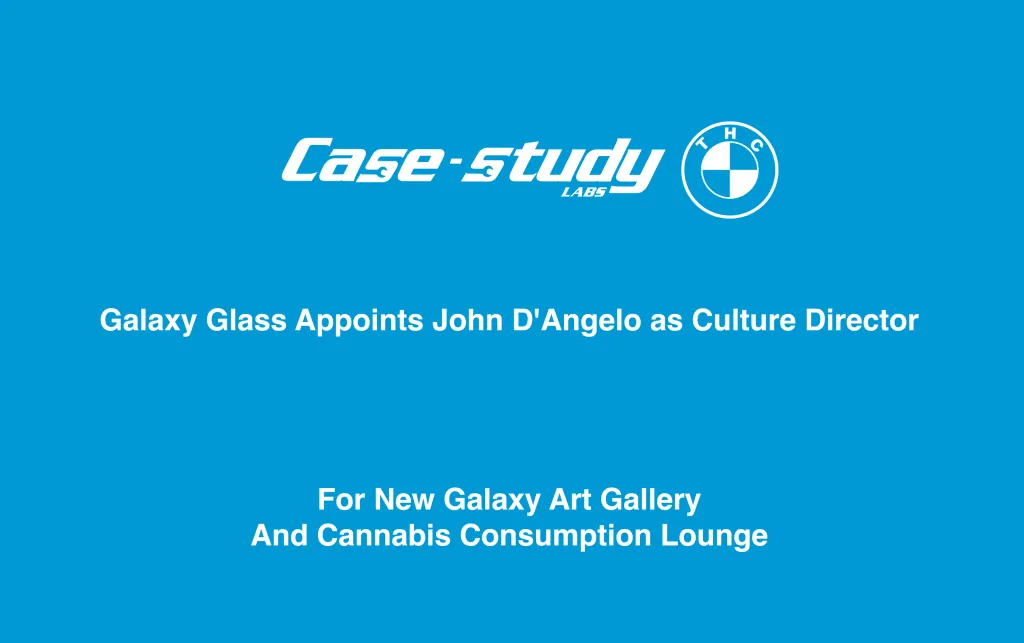 Case-study
LABS
THC
Galaxy Glass Appoints John D'Angelo as Culture Director
For New Galaxy Art Gallery
And Cannabis Consumption Lounge